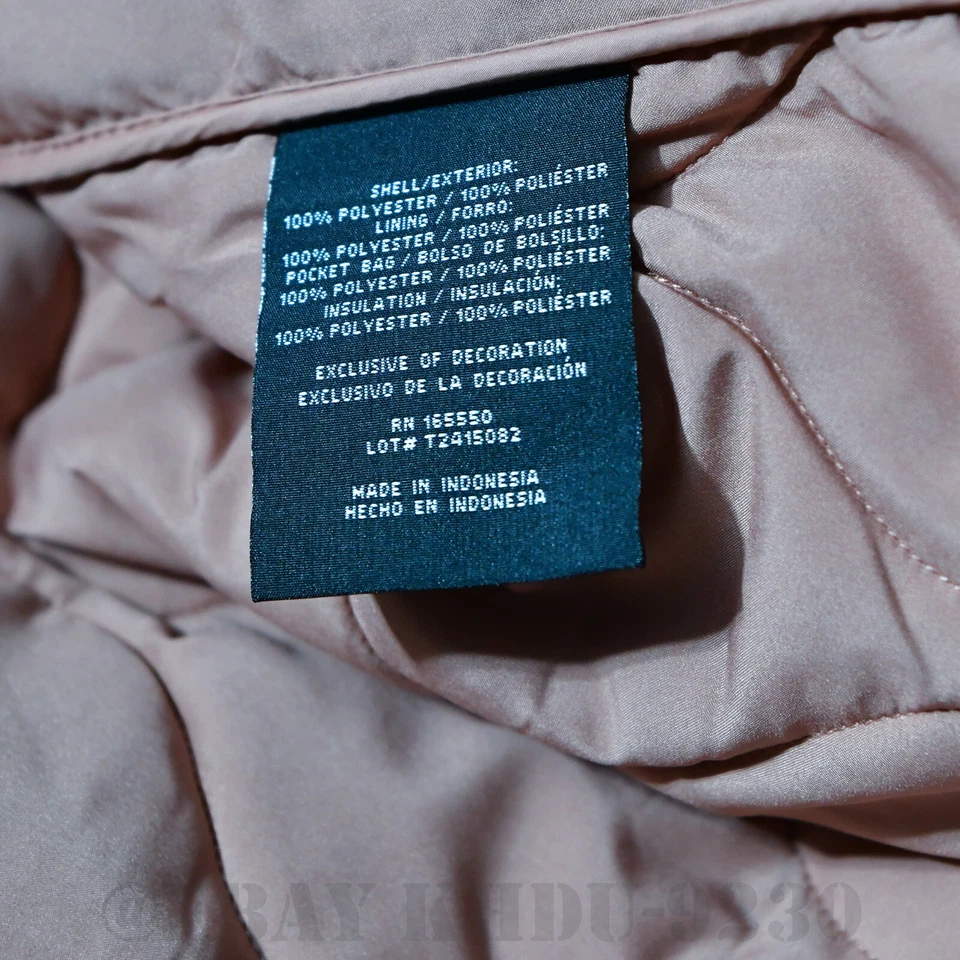 SHELL/EXTERIOR:
100% POLYESTER / 100% POLIÉSTER
LINING / FORRO:
100% POLYESTER / 100% POLIÉSTER
POCKET BAG / BOLSO DE BOLSILLO:
100% POLYESTER / 100% POLIÉSTER
INSULATION / INSULACIÓN:
100% POLYESTER / 100% POLIÉSTER
EXCLUSIVE OF DECORATION
EXCLUSIVO DE LA DECORACIÓN
RN 165550
LOT# T2415082
MADE IN INDONESIA
HECHO EN INDONESIA